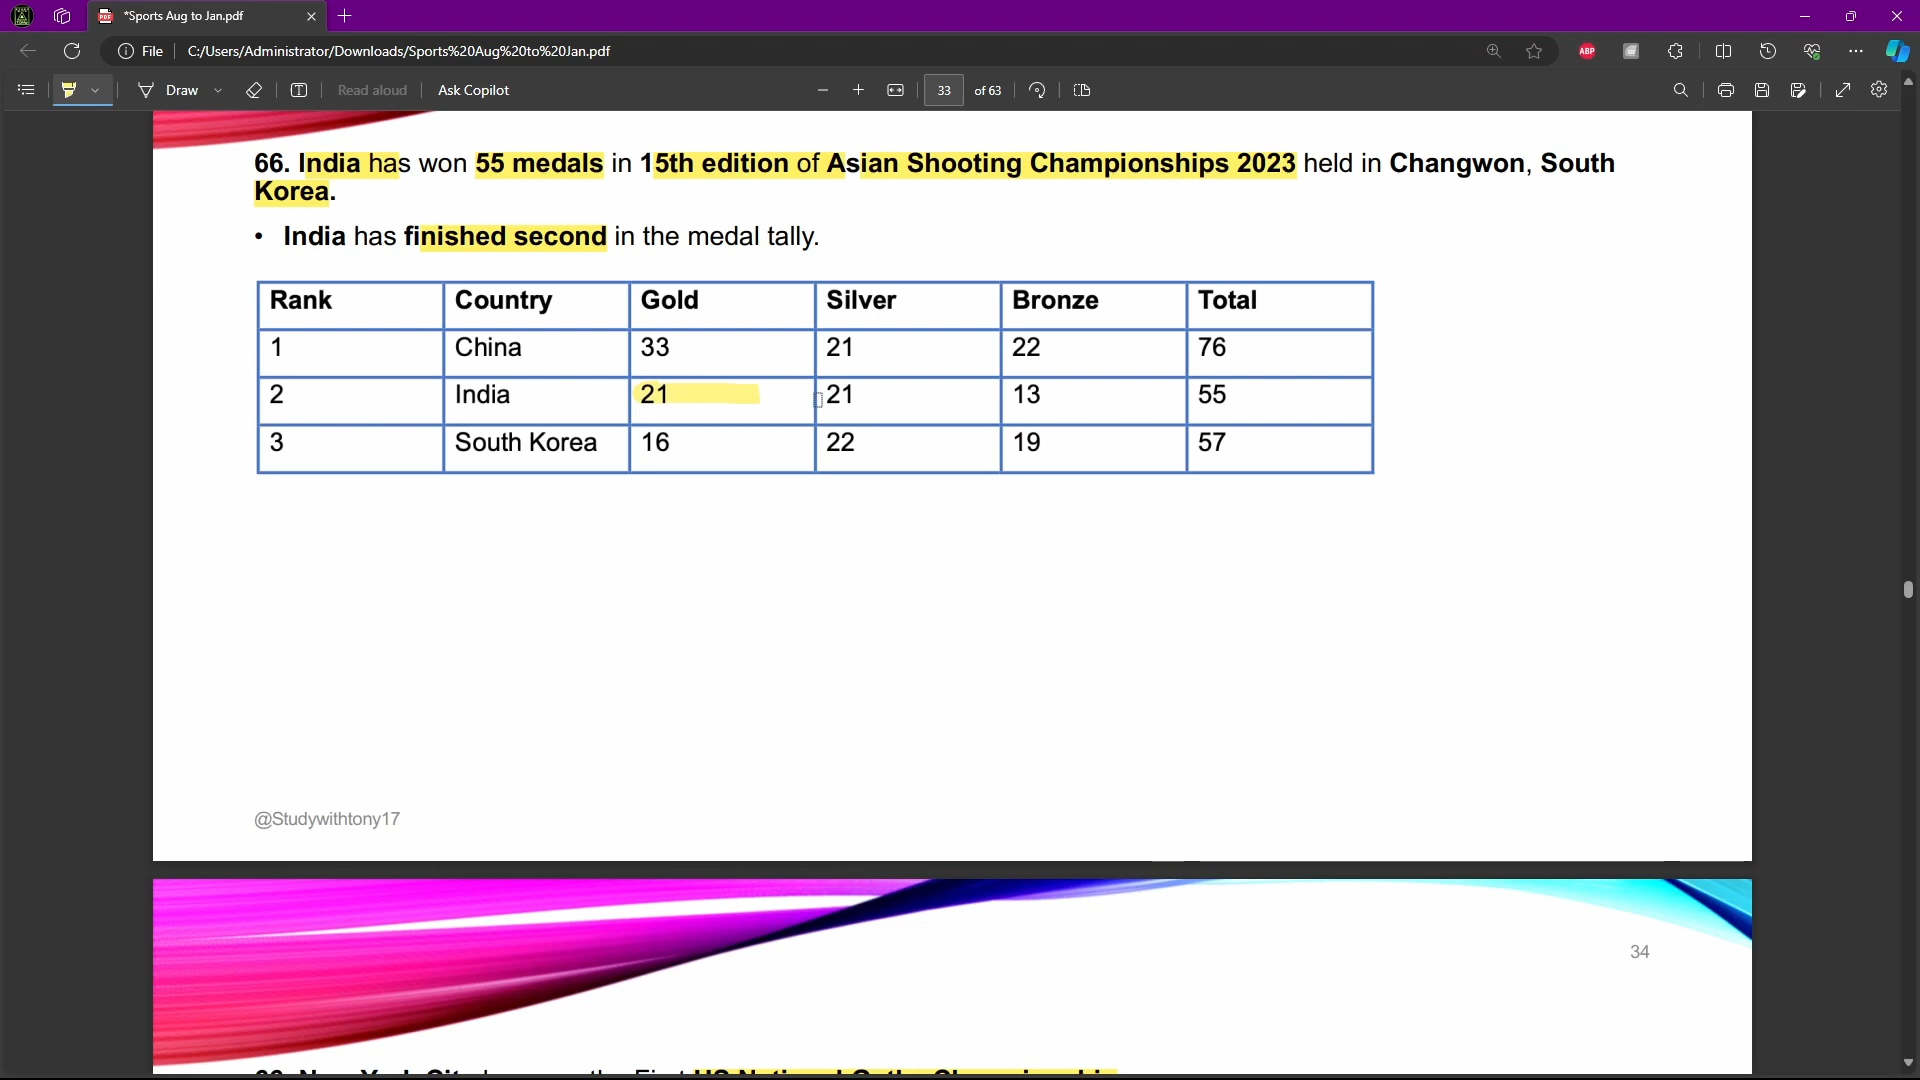 *Sports Aug to Jan.pdf
File
C:/Users/Administrator/Downloads/Sports%20Aug%20to%20Jan.pdf
ABP
Draw
Read aloud
Ask Copilot
33 of 63
66. India has won 55 medals in 15th edition of Asian Shooting Championships 2023 held in Changwon, South
Korea.
• India has finished second in the medal tally.
Rank Country Gold Silver Bronze Total
1 China 33 21 22 76
2 India 21 21 13 55
3 South Korea 16 22 19 57
@Studywithtony17
34